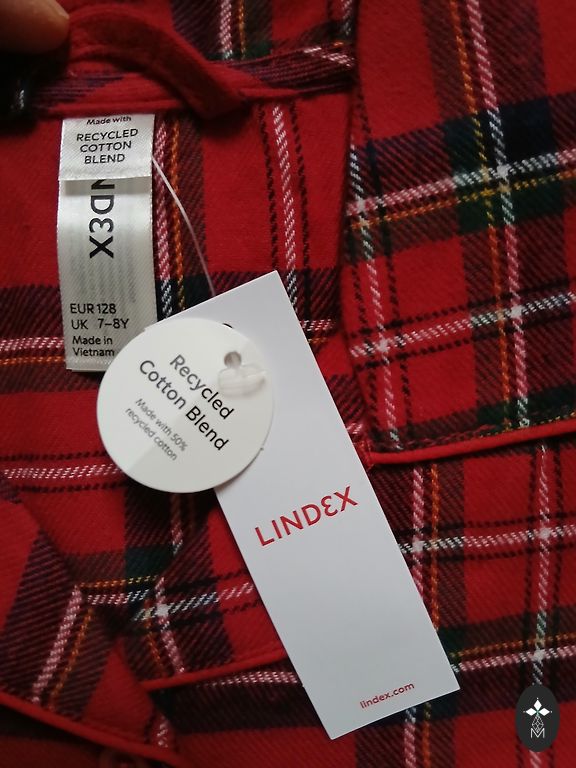 Made with
RECYCLED
COTTON
BLEND
NDEX
EUR 128
UK 7–8Y
Made in
Vietnam
Recycled
Cotton Blend
Made with 50%
recycled cotton
LINDEX
lindex.com
M